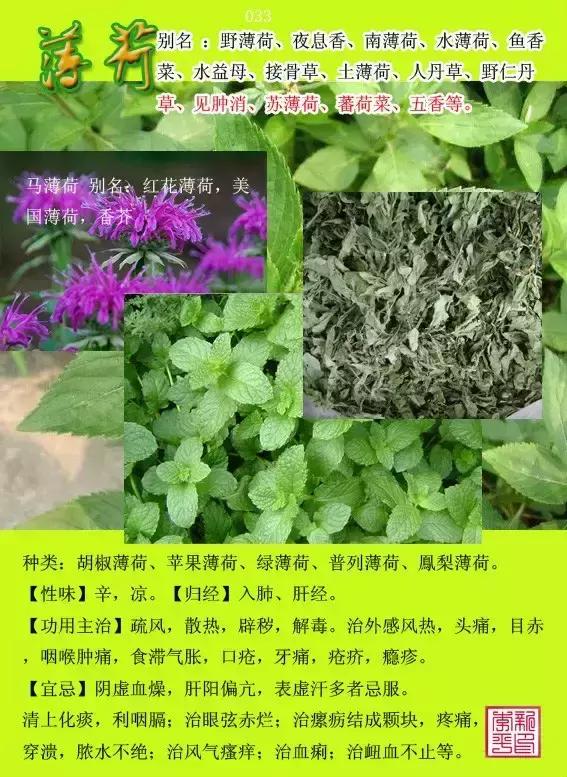 033
薄荷
别名：野薄荷、夜息香、南薄荷、水薄荷、鱼香
菜、水益母、接骨草、土薄荷、人丹草、野仁丹
草、见肿消、苏薄荷、蕃荷菜、五香等。
马薄荷 别名：红花薄荷，美
国薄荷，香芥
种类：胡椒薄荷、苹果薄荷、绿薄荷、普列薄荷、鳳梨薄荷。
【性味】辛，凉。【归经】入肺、肝经。
【功用主治】疏风，散热，辟秽，解毒。治外感风热，头痛，目赤
，咽喉肿痛，食滞气胀，口疮，牙痛，疮疥，瘾疹。
【宜忌】阴虚血燥，肝阳偏亢，表虚汗多者忌服。
清上化痰，利咽膈；治眼弦赤烂；治瘰疬结成颗块，疼痛，
穿溃，脓水不绝；治风气瘙痒；治血痢；治衄血不止等。